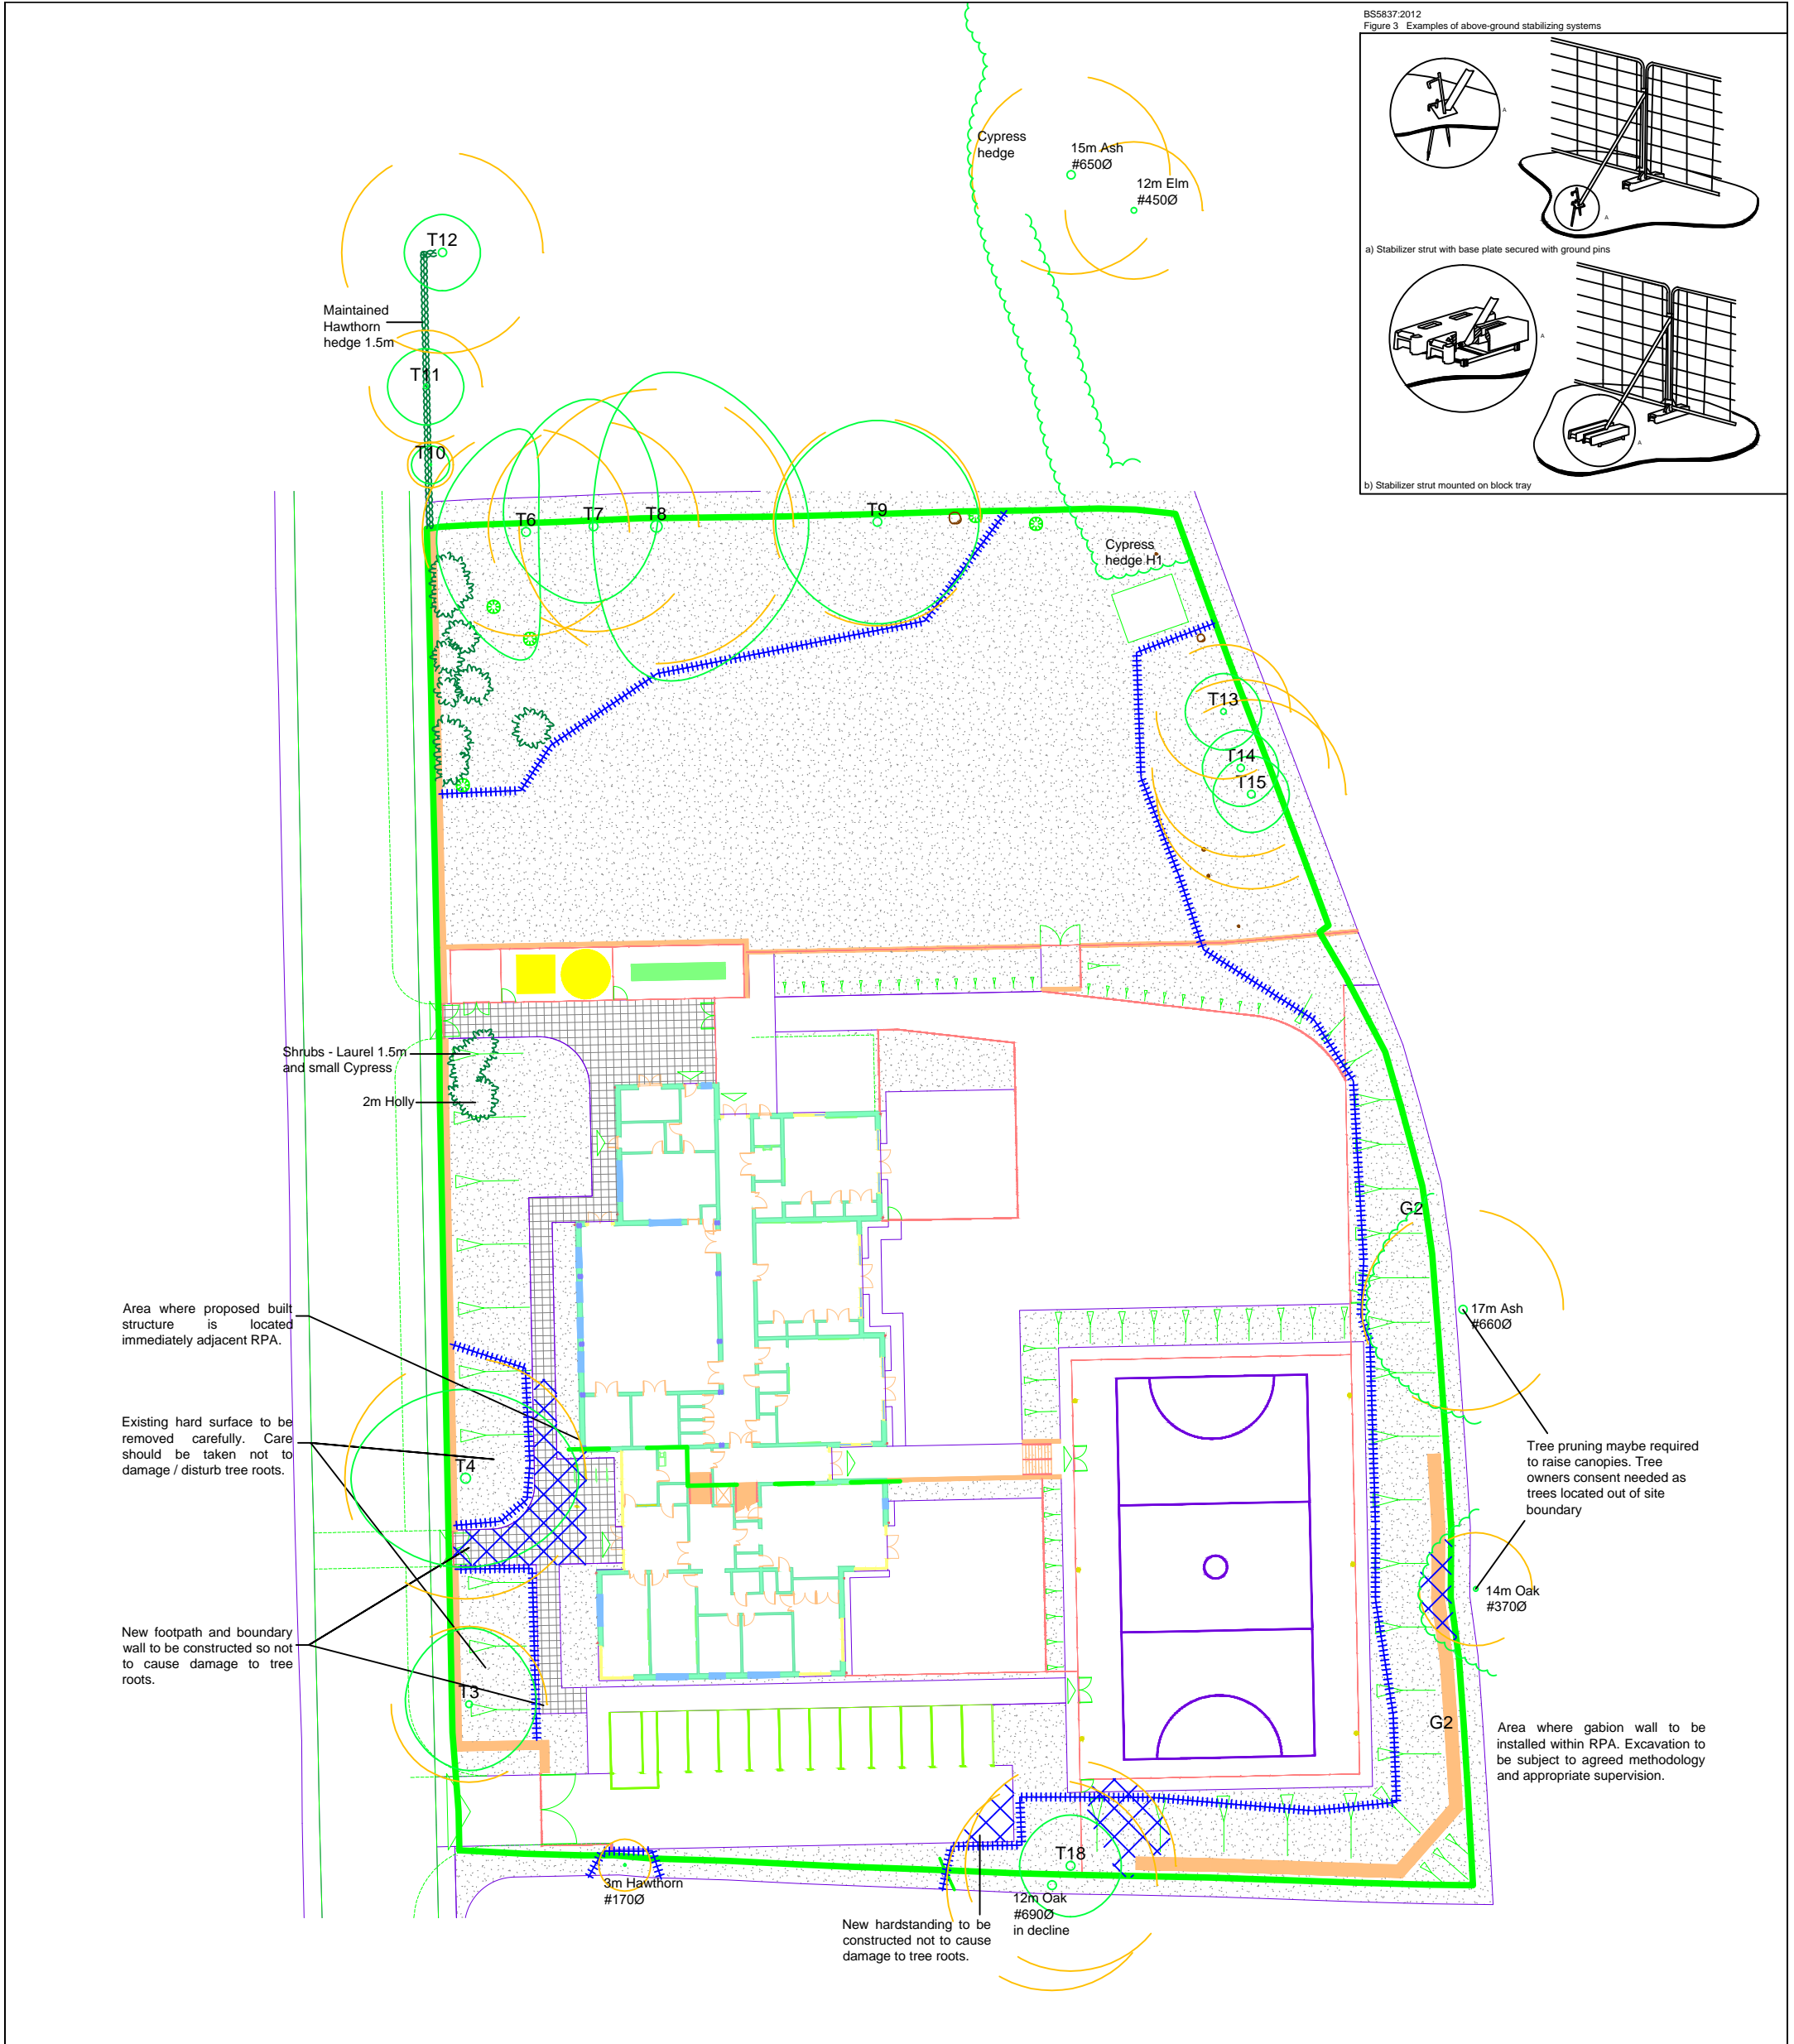 BS5837:2012
Figure 3 Examples of above-ground stabilizing systems
A
A
a) Stabilizer strut with base plate secured with ground pins
A
A
b) Stabilizer strut mounted on block tray
Cypress
hedge
15m Ash
#650Ø
12m Elm
#450Ø
T12
Maintained
Hawthorn
hedge 1.5m
T11
T10
T6
T7
T8
T9
Cypress
hedge H1
T13
T14
T15
Shrubs - Laurel 1.5m
and small Cypress
2m Holly
G2
17m Ash
#660Ø
Area where proposed built
structure is located
immediately adjacent RPA.
Existing hard surface to be
removed carefully. Care
should be taken not to
damage / disturb tree roots.
T4
Tree pruning maybe required
to raise canopies. Tree
owners consent needed as
trees located out of site
boundary
14m Oak
#370Ø
New footpath and boundary
wall to be constructed so not
to cause damage to tree
roots.
T3
G2
Area where gabion wall to be
installed within RPA. Excavation to
be subject to agreed methodology
and appropriate supervision.
T18
3m Hawthorn
#170Ø
12m Oak
#690Ø
in decline
New hardstanding to be
constructed not to cause
damage to tree roots.